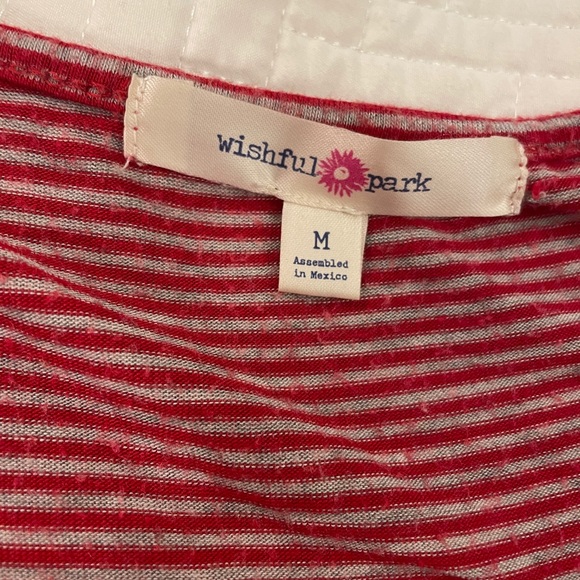 wishful park
M
Assembled
in Mexico